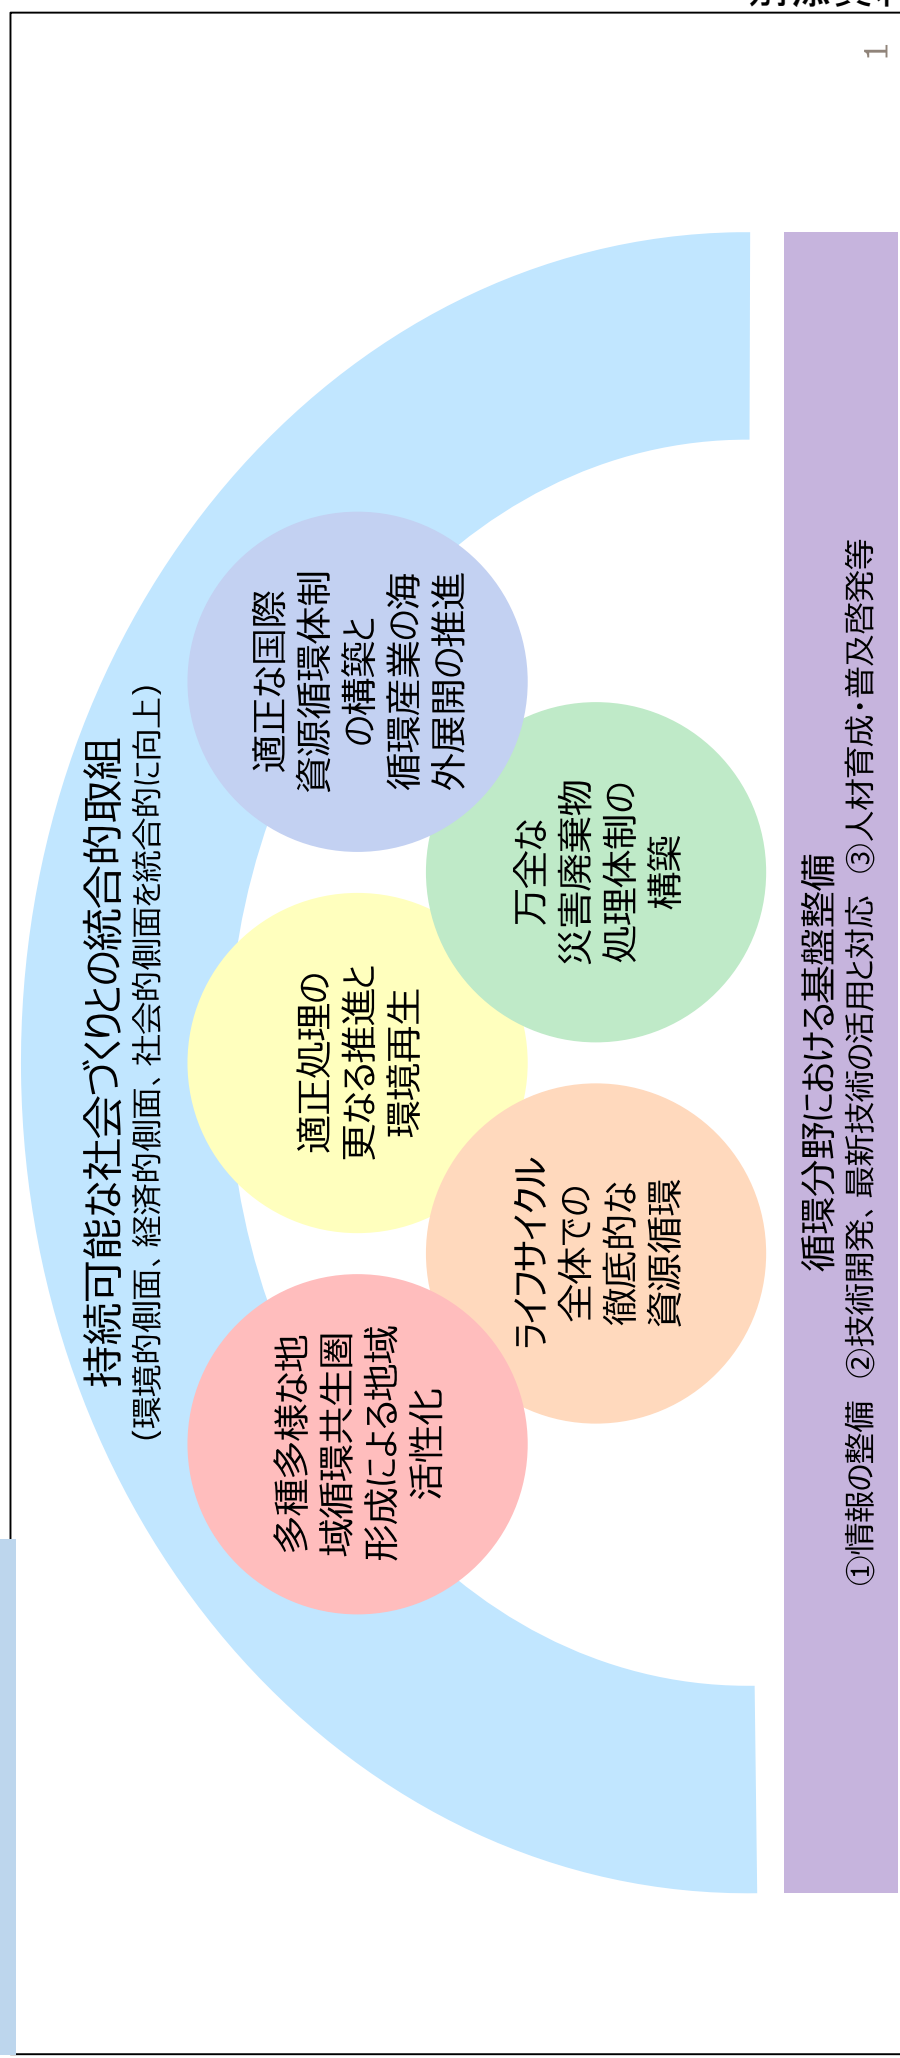 持続可能な社会づくりとの統合的取組
(環境的側面、経済的側面、社会的側面を統合的に向上)
多種多様な地
域循環共生圏
形成による地域
活性化
ライフサイクル
全体での
徹底的な
資源循環
適正処理の
更なる推進と
環境再生
万全な
災害廃棄物
処理体制の
構築
適正な国際
資源循環体制
の構築と
循環産業の海
外展開の推進
循環分野における基盤整備
①情報の整備 ②技術開発、最新技術の活用と対応 ③人材育成・普及啓発等
1